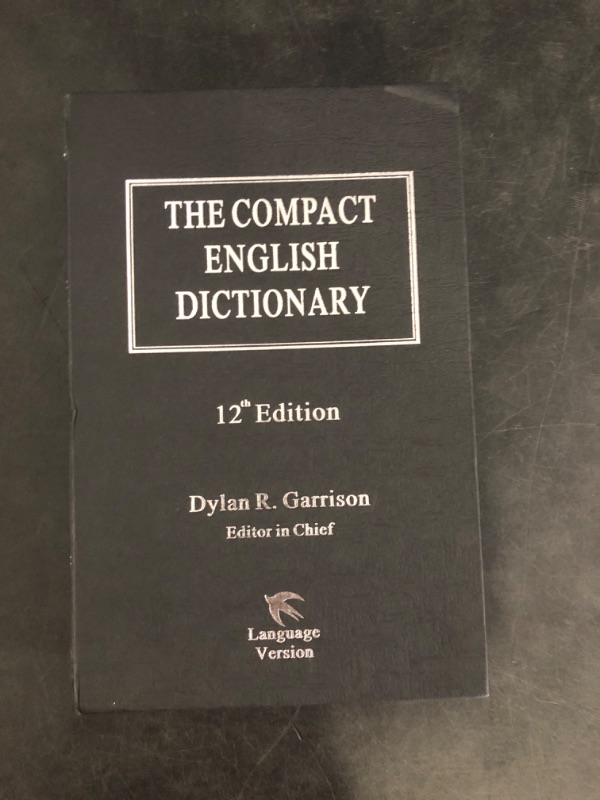 THE COMPACT
ENGLISH
DICTIONARY
12th Edition
Dylan R. Garrison
Editor in Chief
Language
Version